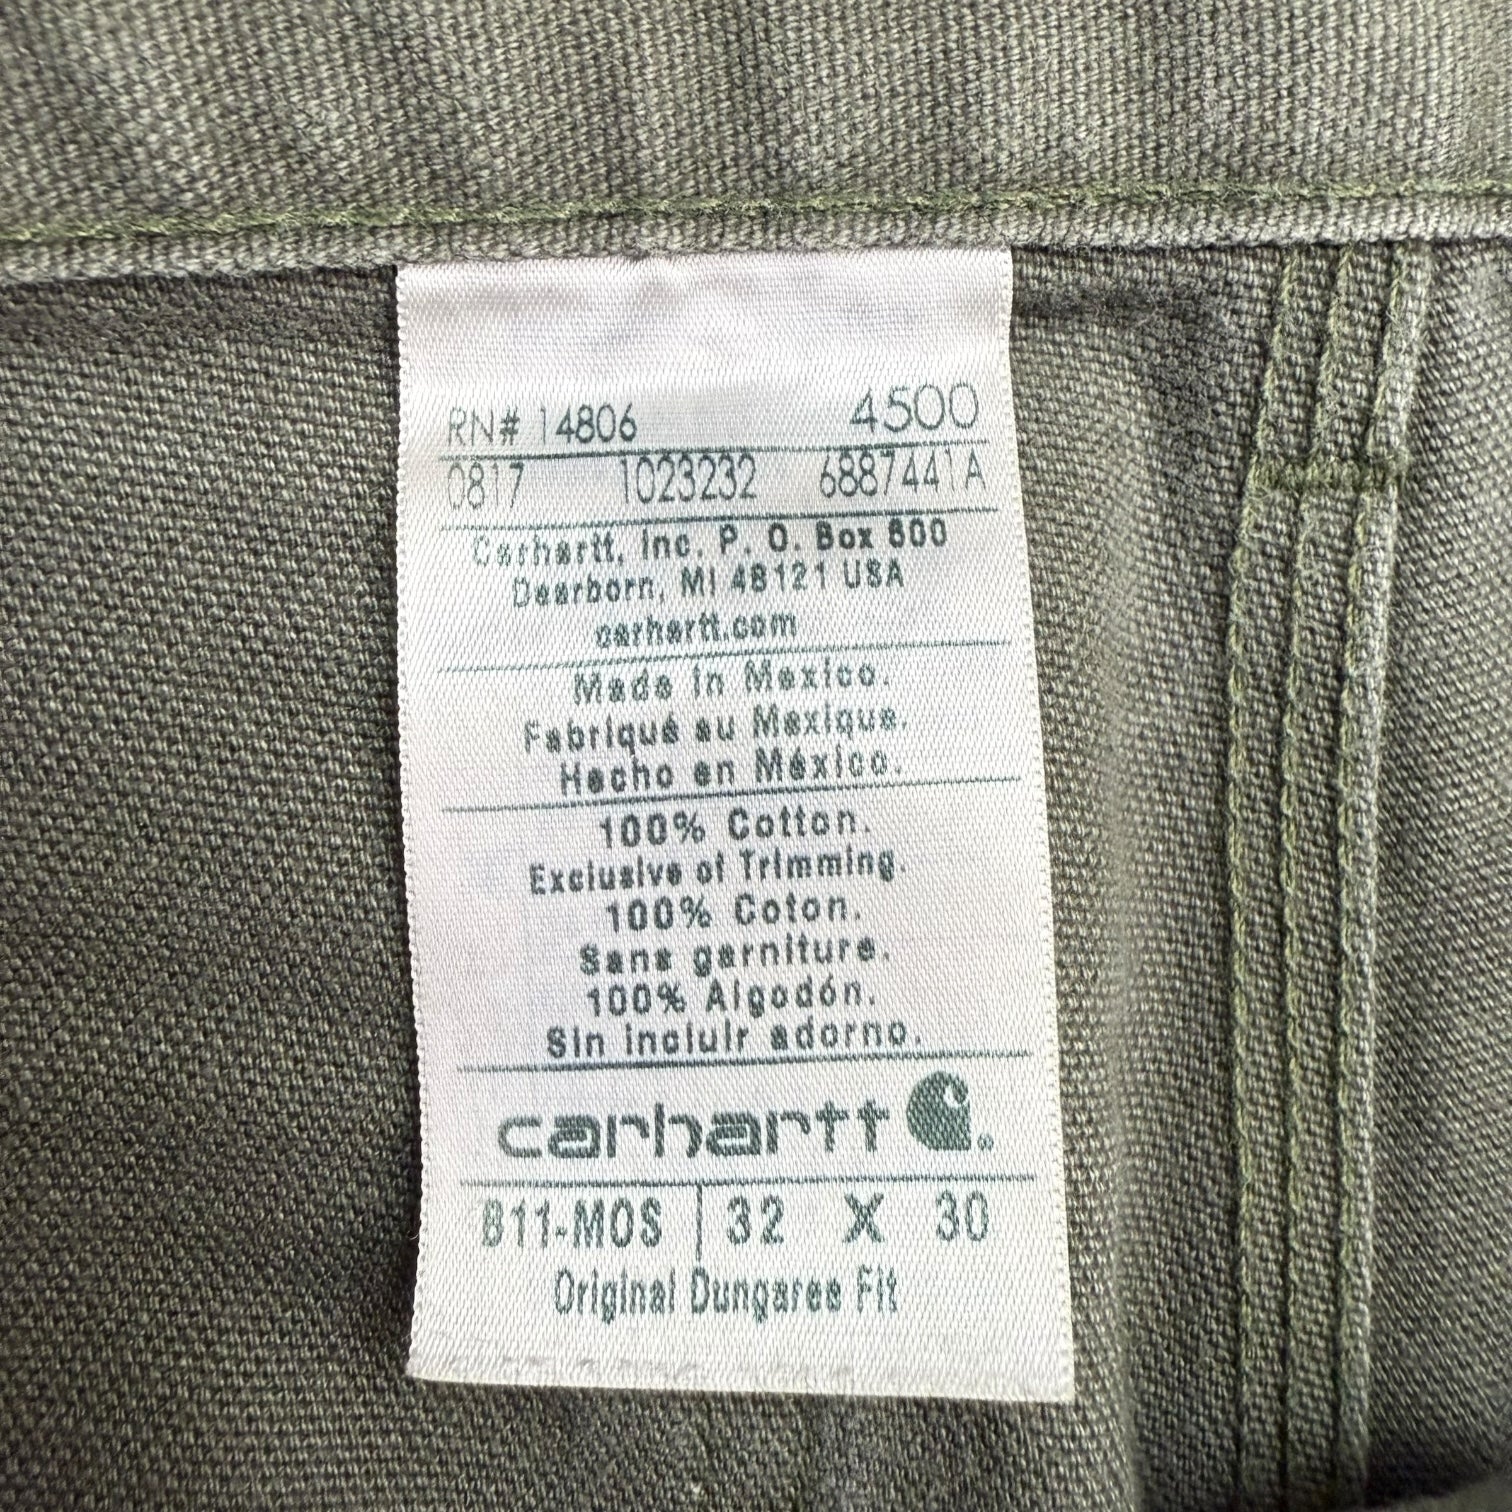 RN# 14806 4500
0817 1023232 6887441A
Carhartt, Inc. P. O. Box 600
Dearborn, MI 48121 USA
carhartt.com
Made in Mexico.
Fabriqué au Mexique.
Hecho en México.
100% Cotton.
Exclusive of Trimming.
100% Coton.
Sans garniture.
100% Algodón.
Sin incluir adorno.
carhartt
B11-MOS 32 X 30
Original Dungaree Fit